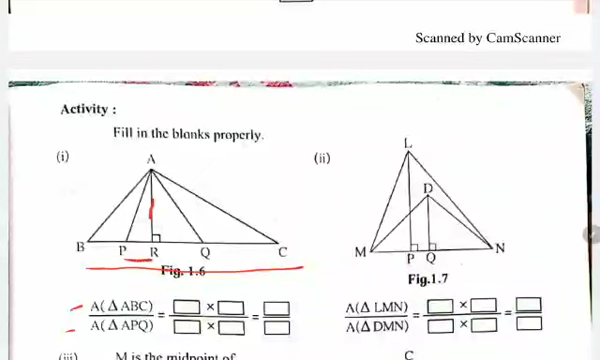 Scanned by CamScanner
Activity :
Fill in the blanks properly.
(i)
A
B
P
R
Q
C
Fig. 1.6
A(Δ ABC)
A(Δ APQ)
=
×
×
=
(ii)
L
D
M
P
Q
N
Fig.1.7
A(Δ LMN)
A(Δ DMN)
=
×
×
=
(iii)
M is the midpoint of
C